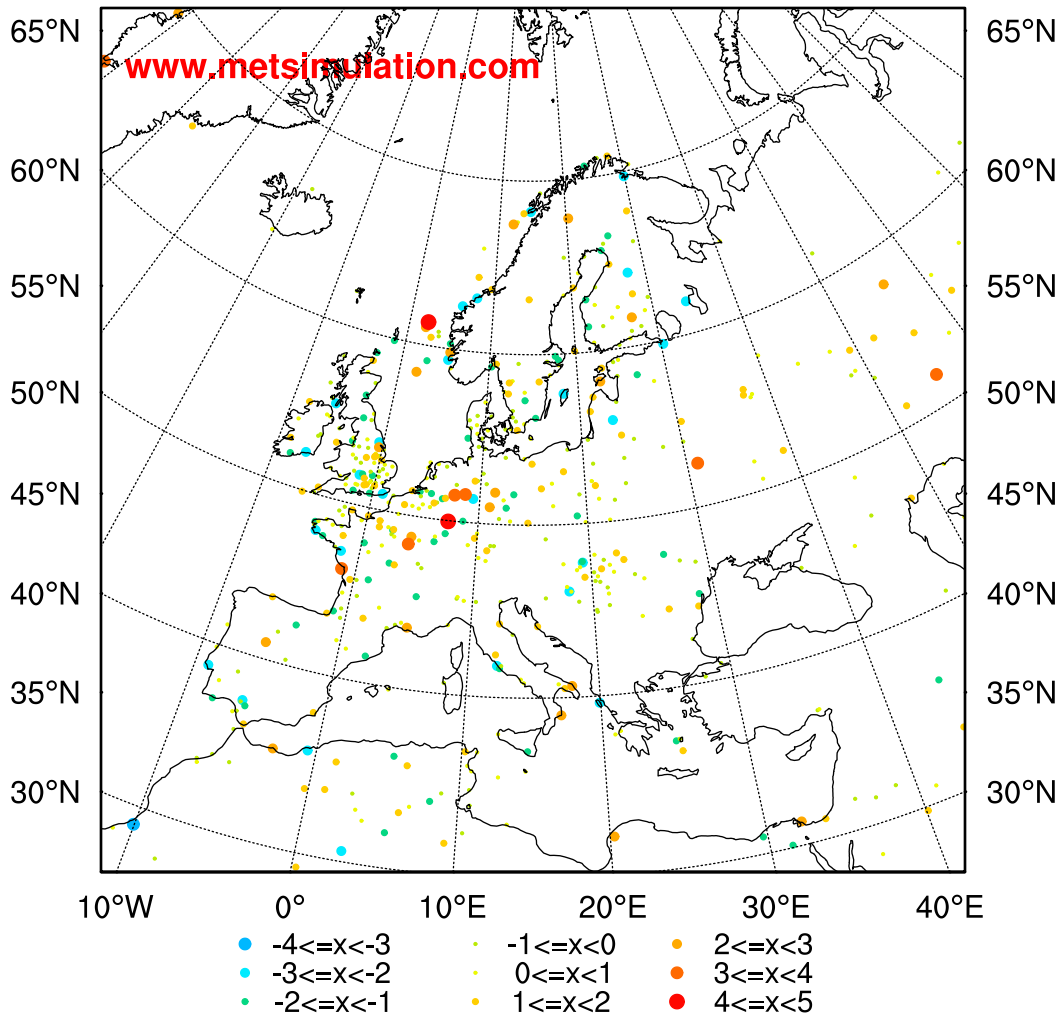 65°N 65°N
www.metsimulation.com
60°N 60°N
55°N 55°N
50°N 50°N
45°N 45°N
40°N 40°N
35°N 35°N
30°N 30°N
10°W 0° 10°E 20°E 30°E 40°E
-4<=x<-3 -1<=x<0 2<=x<3
-3<=x<-2 0<=x<1 3<=x<4
-2<=x<-1 1<=x<2 4<=x<5